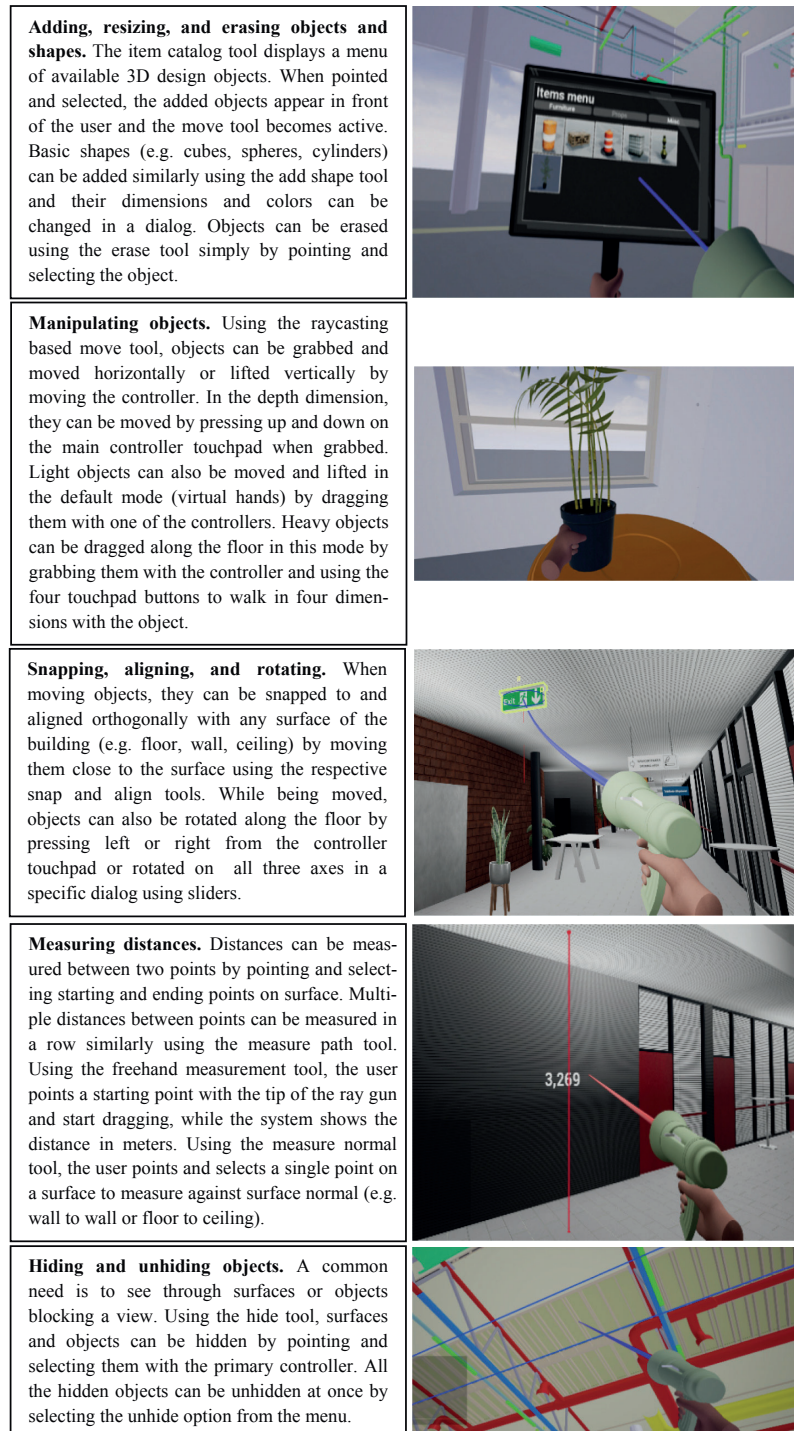 Adding, resizing, and erasing objects and
shapes. The item catalog tool displays a menu
of available 3D design objects. When pointed
and selected, the added objects appear in front
of the user and the move tool becomes active.
Basic shapes (e.g. cubes, spheres, cylinders)
can be added similarly using the add shape tool
and their dimensions and colors can be
changed in a dialog. Objects can be erased
using the erase tool simply by pointing and
selecting the object.
Items menu
Furniture
Misc
Manipulating objects. Using the raycasting
based move tool, objects can be grabbed and
moved horizontally or lifted vertically by
moving the controller. In the depth dimension,
they can be moved by pressing up and down on
the main controller touchpad when grabbed.
Light objects can also be moved and lifted in
the default mode (virtual hands) by dragging
them with one of the controllers. Heavy objects
can be dragged along the floor in this mode by
grabbing them with the controller and using the
four touchpad buttons to walk in four dimen-
sions with the object.
Snapping, aligning, and rotating. When
moving objects, they can be snapped to and
aligned orthogonally with any surface of the
building (e.g. floor, wall, ceiling) by moving
them close to the surface using the respective
snap and align tools. While being moved,
objects can also be rotated along the floor by
pressing left or right from the controller
touchpad or rotated on all three axes in a
specific dialog using sliders.
Exit
Measuring distances. Distances can be meas-
ured between two points by pointing and select-
ing starting and ending points on surface. Multi-
ple distances between points can be measured in
a row similarly using the measure path tool.
Using the freehand measurement tool, the user
points a starting point with the tip of the ray gun
and start dragging, while the system shows the
distance in meters. Using the measure normal
tool, the user points and selects a single point on
a surface to measure against surface normal (e.g.
wall to wall or floor to ceiling).
3,269
Hiding and unhiding objects. A common
need is to see through surfaces or objects
blocking a view. Using the hide tool, surfaces
and objects can be hidden by pointing and
selecting them with the primary controller. All
the hidden objects can be unhidden at once by
selecting the unhide option from the menu.